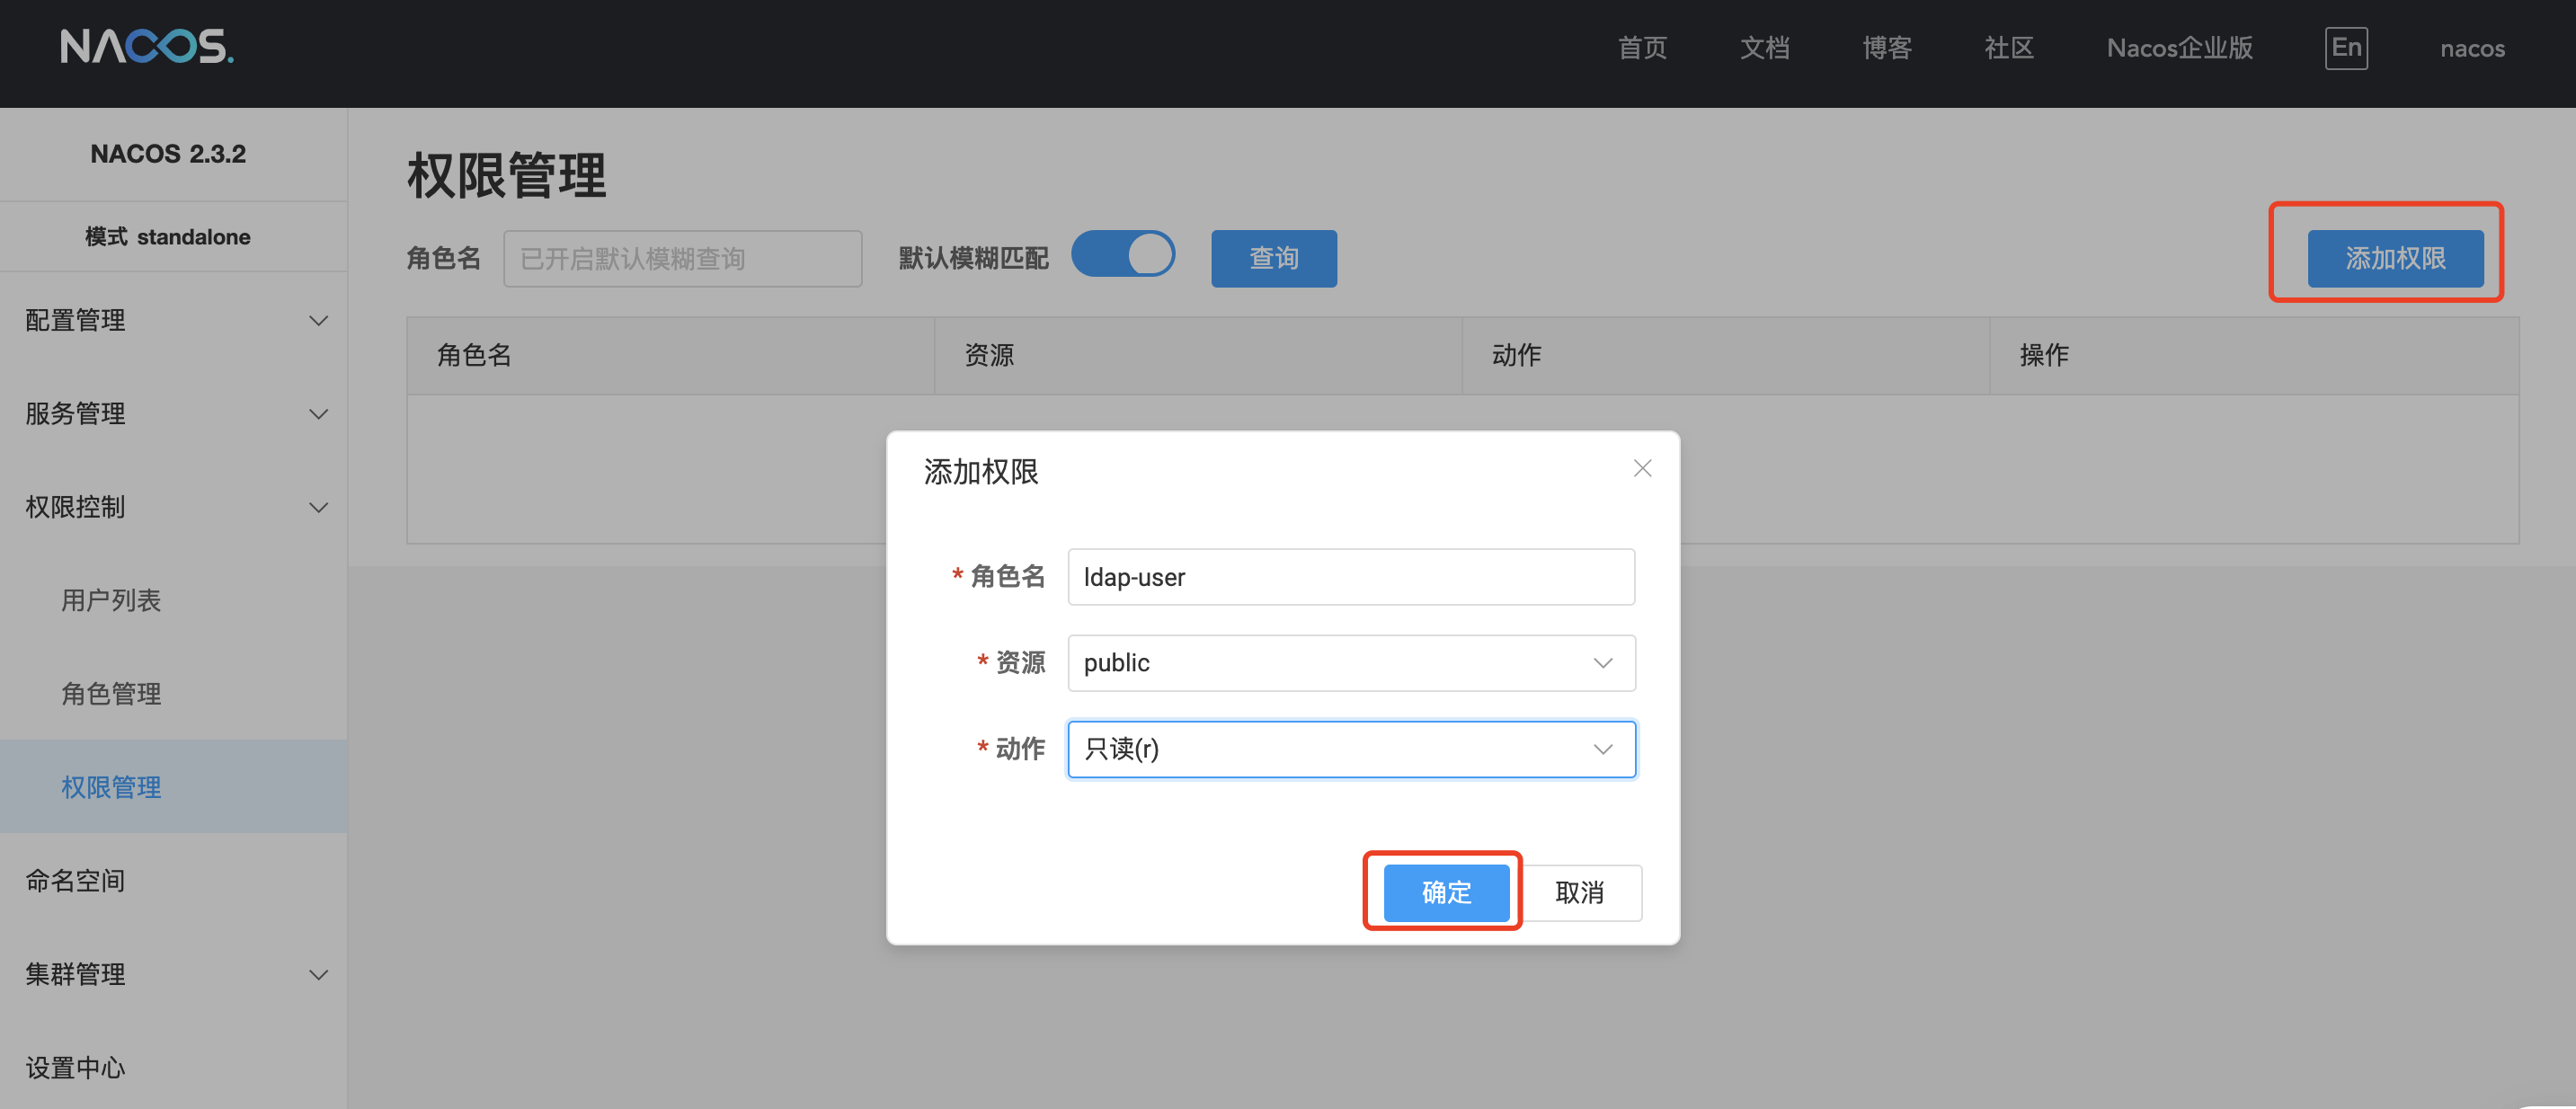 NACOS.
首页 文档 博客 社区 Nacos企业版 En nacos
NACOS 2.3.2
模式 standalone
配置管理
服务管理
权限控制
用户列表
角色管理
权限管理
命名空间
集群管理
设置中心
权限管理
角色名 已开启默认模糊查询 默认模糊匹配 查询 添加权限
角色名 资源 动作 操作
添加权限
* 角色名 ldap-user
* 资源 public
* 动作 只读(r)
确定 取消